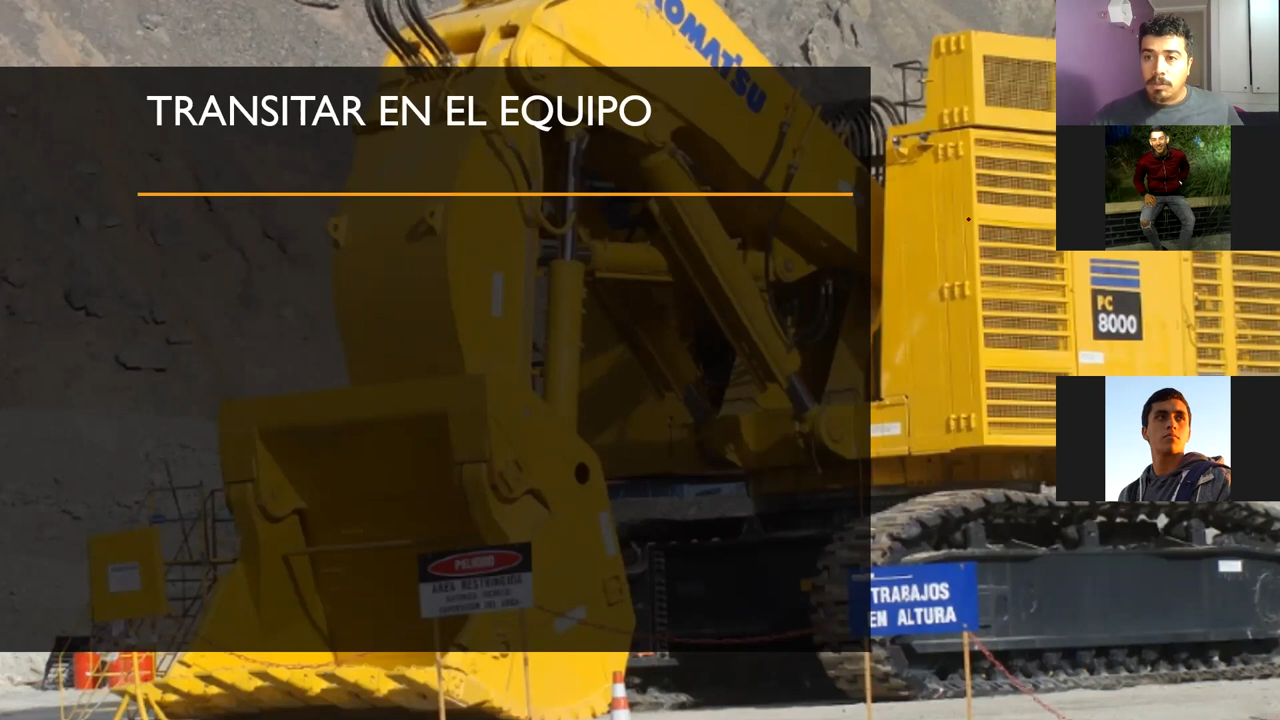 KOMATSU
TRANSITAR EN EL EQUIPO
PC
8000
PELIGRO
AREA RESTRINGIDA
TRABAJOS
EN ALTURA